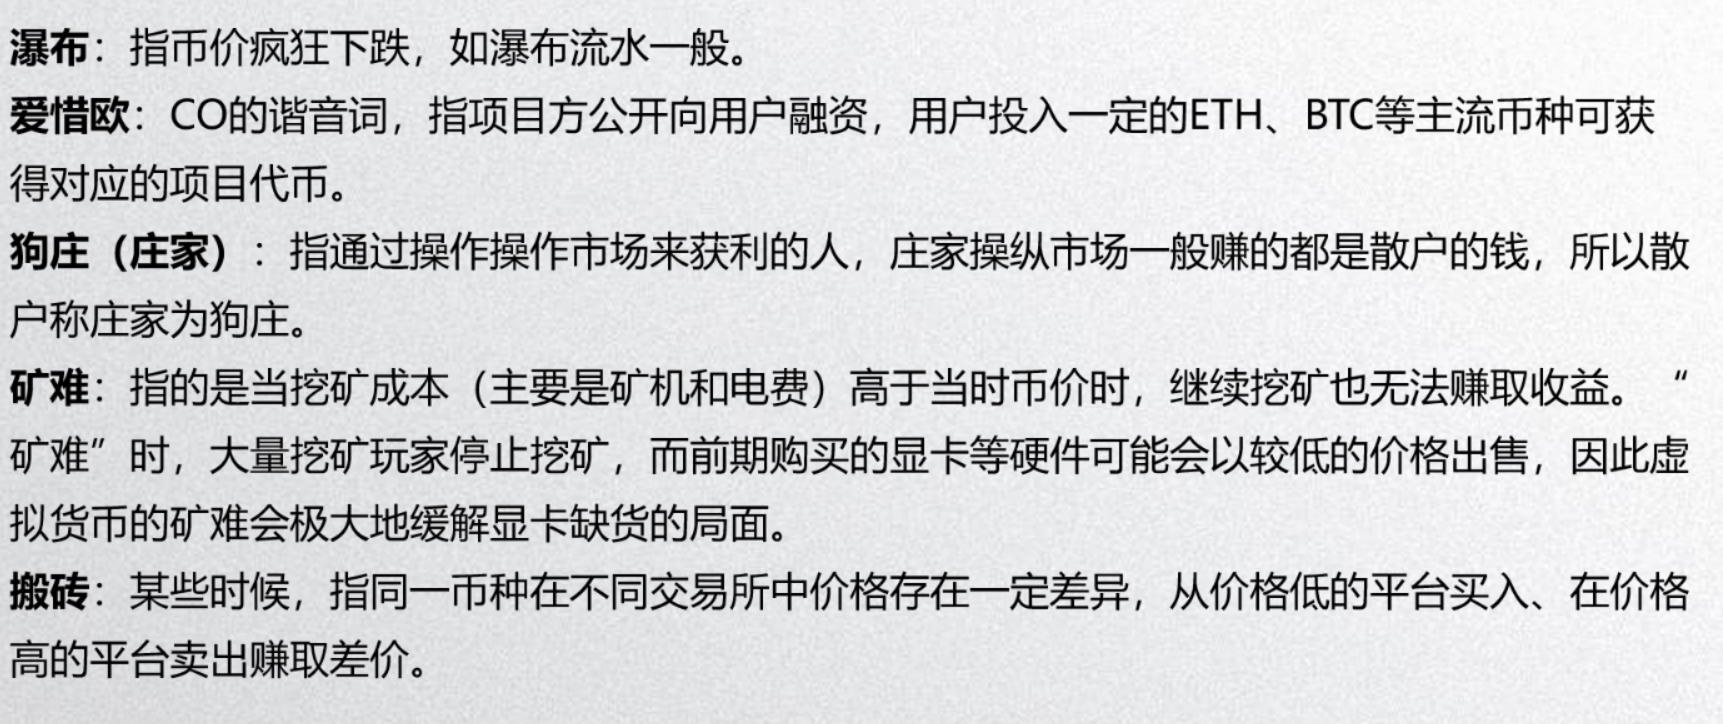 瀑布：指币价疯狂下跌，如瀑布流水一般。
爱惜欧：CO的谐音词，指项目方公开向用户融资，用户投入一定的ETH、BTC等主流币种可获
得对应的项目代币。
狗庄（庄家）：指通过操作操作市场来获利的人，庄家操纵市场一般赚的都是散户的钱，所以散
户称庄家为狗庄。
矿难：指的是当挖矿成本（主要是矿机和电费）高于当时币价时，继续挖矿也无法赚取收益。“
矿难”时，大量挖矿玩家停止挖矿，而前期购买的显卡等硬件可能会以较低的价格出售，因此虚
拟货币的矿难会极大地缓解显卡缺货的局面。
搬砖：某些时候，指同一币种在不同交易所中价格存在一定差异，从价格低的平台买入、在价格
高的平台卖出赚取差价。